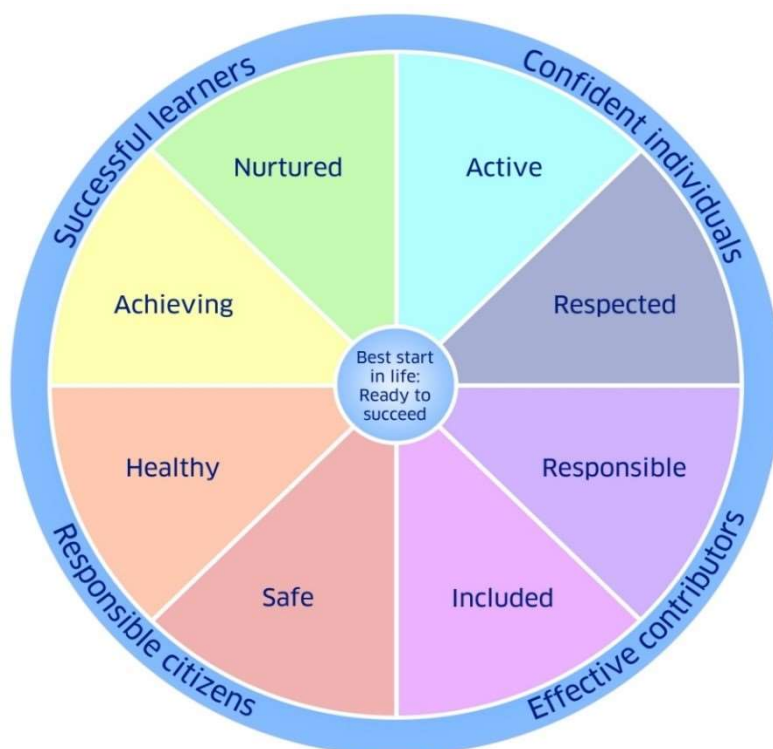 Successful learners
Confident individuals
Nurtured
Active
Achieving
Respected
Best start
in life:
Ready to
succeed
Healthy
Responsible
Safe
Included
Responsible citizens
Effective contributors